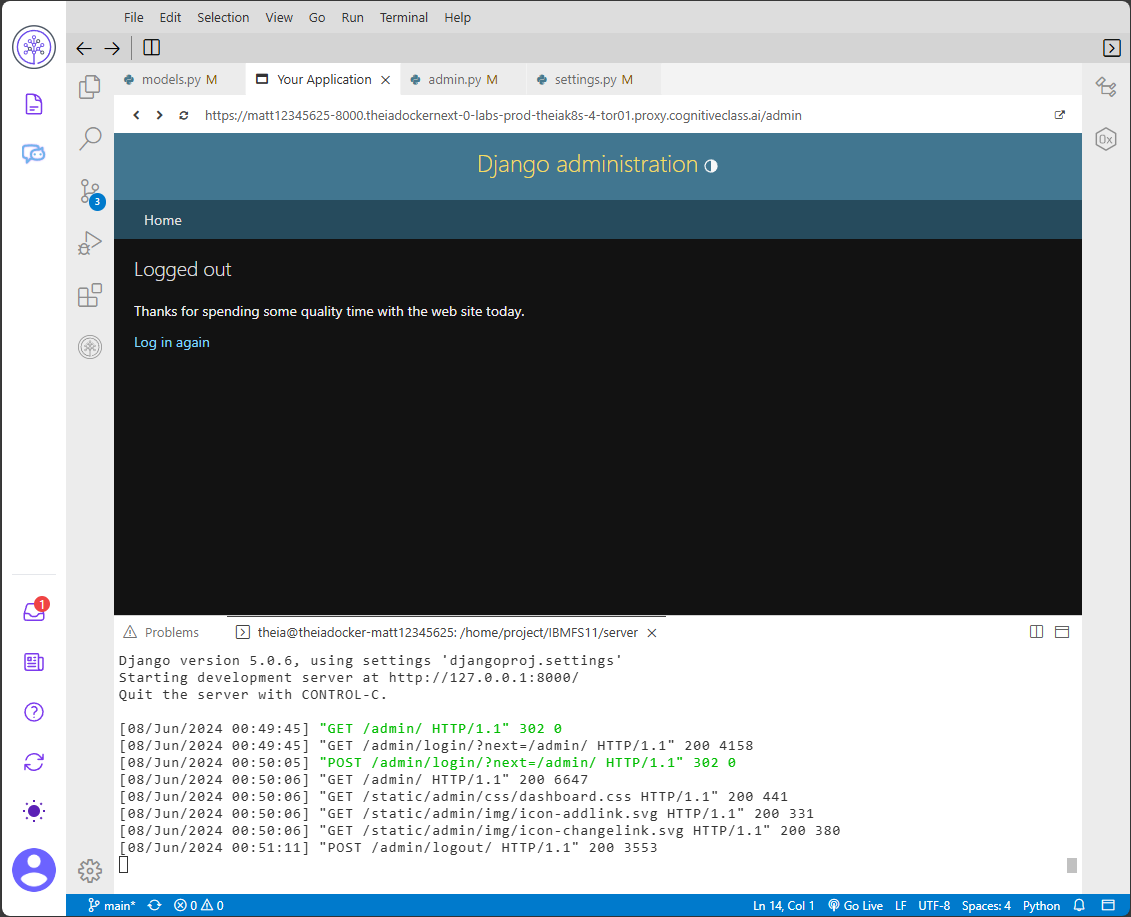 File Edit Selection View Go Run Terminal Help
models.py M Your Application admin.py M settings.py M
https://matt12345625-8000.theiadockernext-0-labs-prod-theiak8s-4-tor01.proxy.cognitiveclass.ai/admin
0x
Django administration
3
Home
Logged out
Thanks for spending some quality time with the web site today.
Log in again
1
Problems theia@theiadocker-matt12345625: /home/project/IBMFS11/server
Django version 5.0.6, using settings 'djangoproj.settings'
Starting development server at http://127.0.0.1:8000/
Quit the server with CONTROL-C.
[08/Jun/2024 00:49:45] "GET /admin/ HTTP/1.1" 302 0
[08/Jun/2024 00:49:45] "GET /admin/login/?next=/admin/ HTTP/1.1" 200 4158
[08/Jun/2024 00:50:05] "POST /admin/login/?next=/admin/ HTTP/1.1" 302 0
[08/Jun/2024 00:50:06] "GET /admin/ HTTP/1.1" 200 6647
[08/Jun/2024 00:50:06] "GET /static/admin/css/dashboard.css HTTP/1.1" 200 441
[08/Jun/2024 00:50:06] "GET /static/admin/img/icon-addlink.svg HTTP/1.1" 200 331
[08/Jun/2024 00:50:06] "GET /static/admin/img/icon-changelink.svg HTTP/1.1" 200 380
[08/Jun/2024 00:51:11] "POST /admin/logout/ HTTP/1.1" 200 3553
main* 0 0 Ln 14, Col 1 Go Live LF UTF-8 Spaces: 4 Python